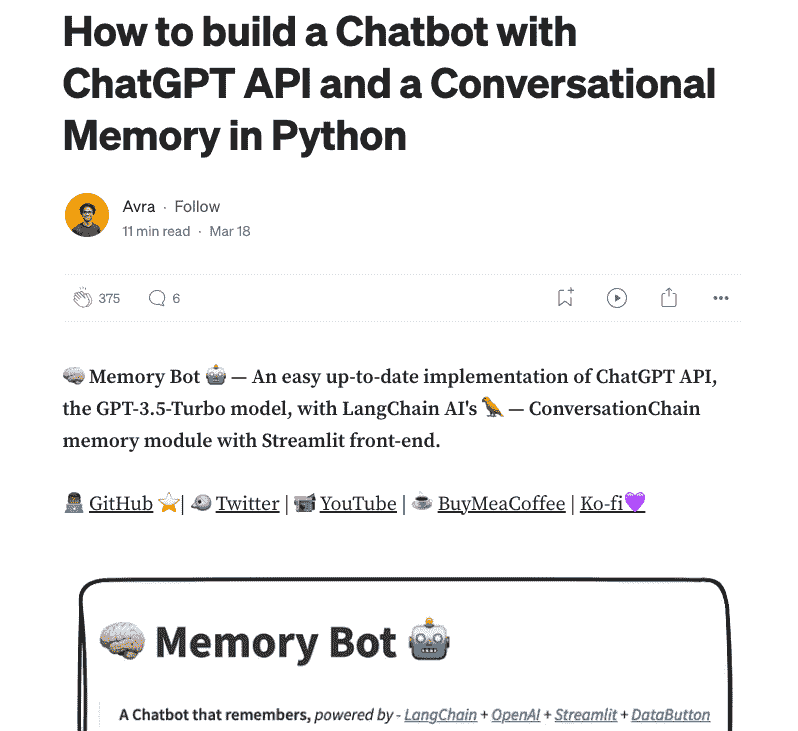 How to build a Chatbot with
ChatGPT API and a Conversational
Memory in Python
Avra · Follow
11 min read · Mar 18
375 6
🧠 Memory Bot 🤖 — An easy up-to-date implementation of ChatGPT API,
the GPT-3.5-Turbo model, with LangChain AI's 🦜 — ConversationChain
memory module with Streamlit front-end.
👨🏾‍💻 GitHub ⭐| 🐦 Twitter | 📹 YouTube | ☕ BuyMeaCoffee | Ko-fi💜
🧠 Memory Bot 🤖
A Chatbot that remembers, powered by - LangChain + OpenAI + Streamlit + DataButton